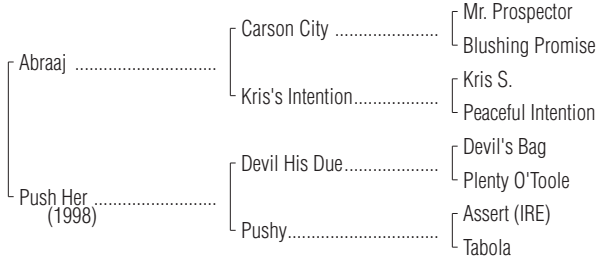 Mr. Prospector
Carson City ..................
Blushing Promise
Abraaj .............................
Kris S.
Kris's Intention..................
Peaceful Intention
Devil's Bag
Devil His Due....................
Plenty O'Toole
Push Her .........................
(1998)
Assert (IRE)
Pushy................................
Tabola